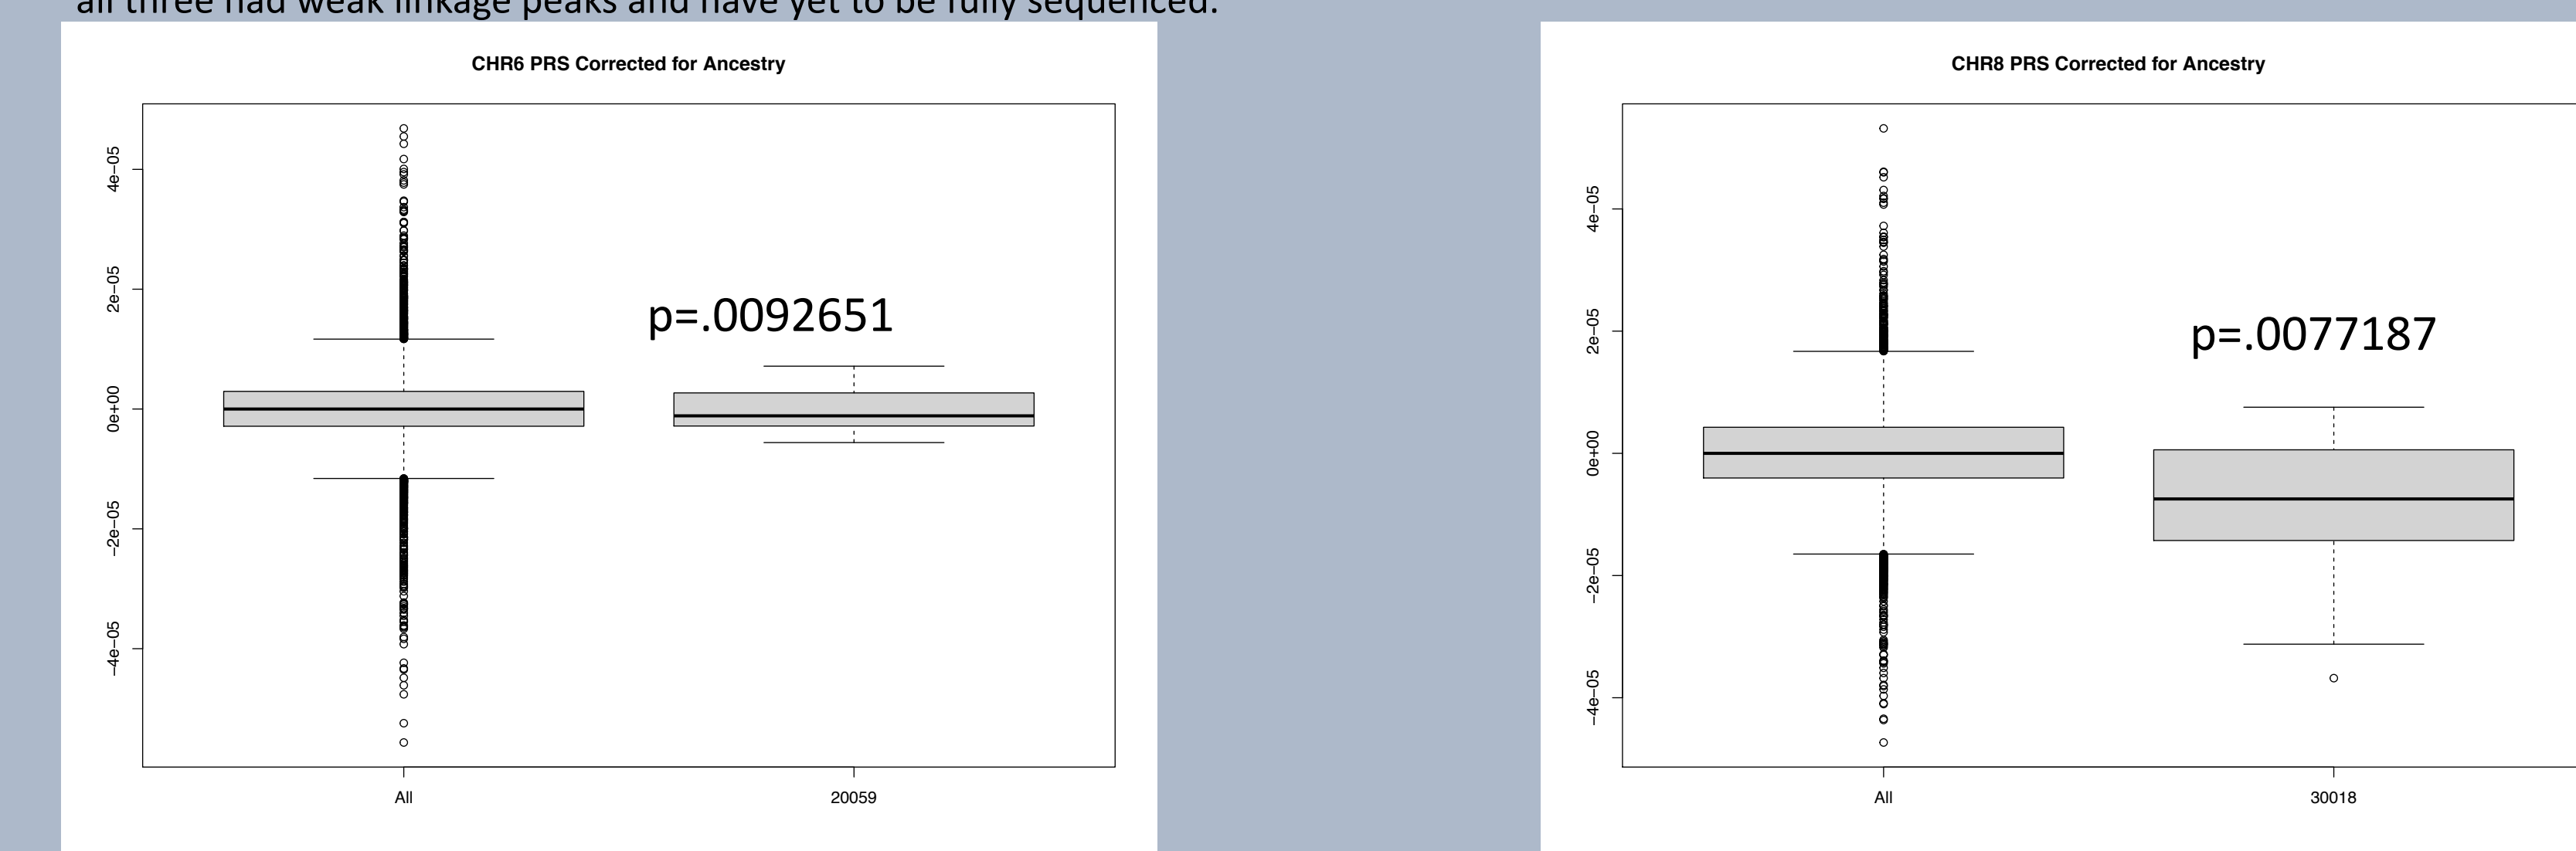 all three had weak linkage peaks and have yet to be fully sequenced.
CHR6 PRS Corrected for Ancestry
4e−05
2e−05
0e+00
−2e−05
−4e−05
p=.0092651
All
20059
CHR8 PRS Corrected for Ancestry
4e−05
2e−05
0e+00
−2e−05
−4e−05
p=.0077187
All
30018